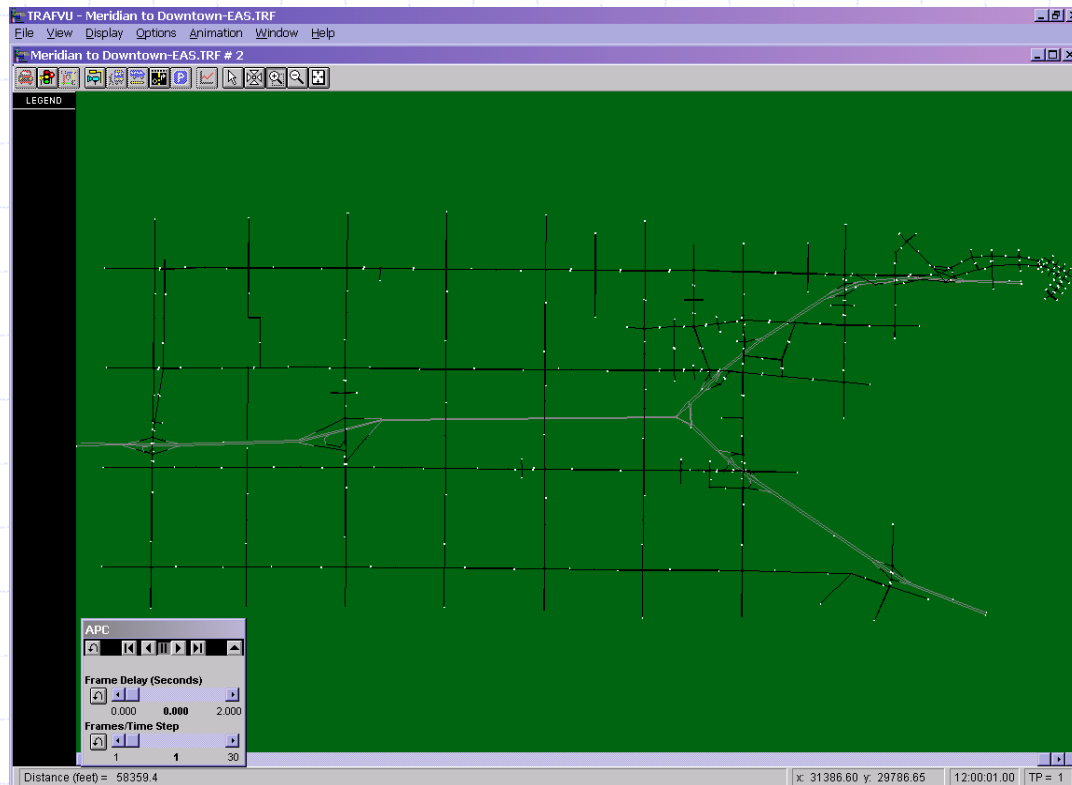 TRAFVU - Meridian to Downtown-EAS.TRF
File View Display Options Animation Window Help
Meridian to Downtown-EAS.TRF # 2
LEGEND
APC
Frame Delay (Seconds)
0.000 0.000 2.000
Frames/Time Step
1 1 30
Distance (feet) = 58359.4 x: 31386.60 y: 29786.65 12:00:01.00 TP = 1